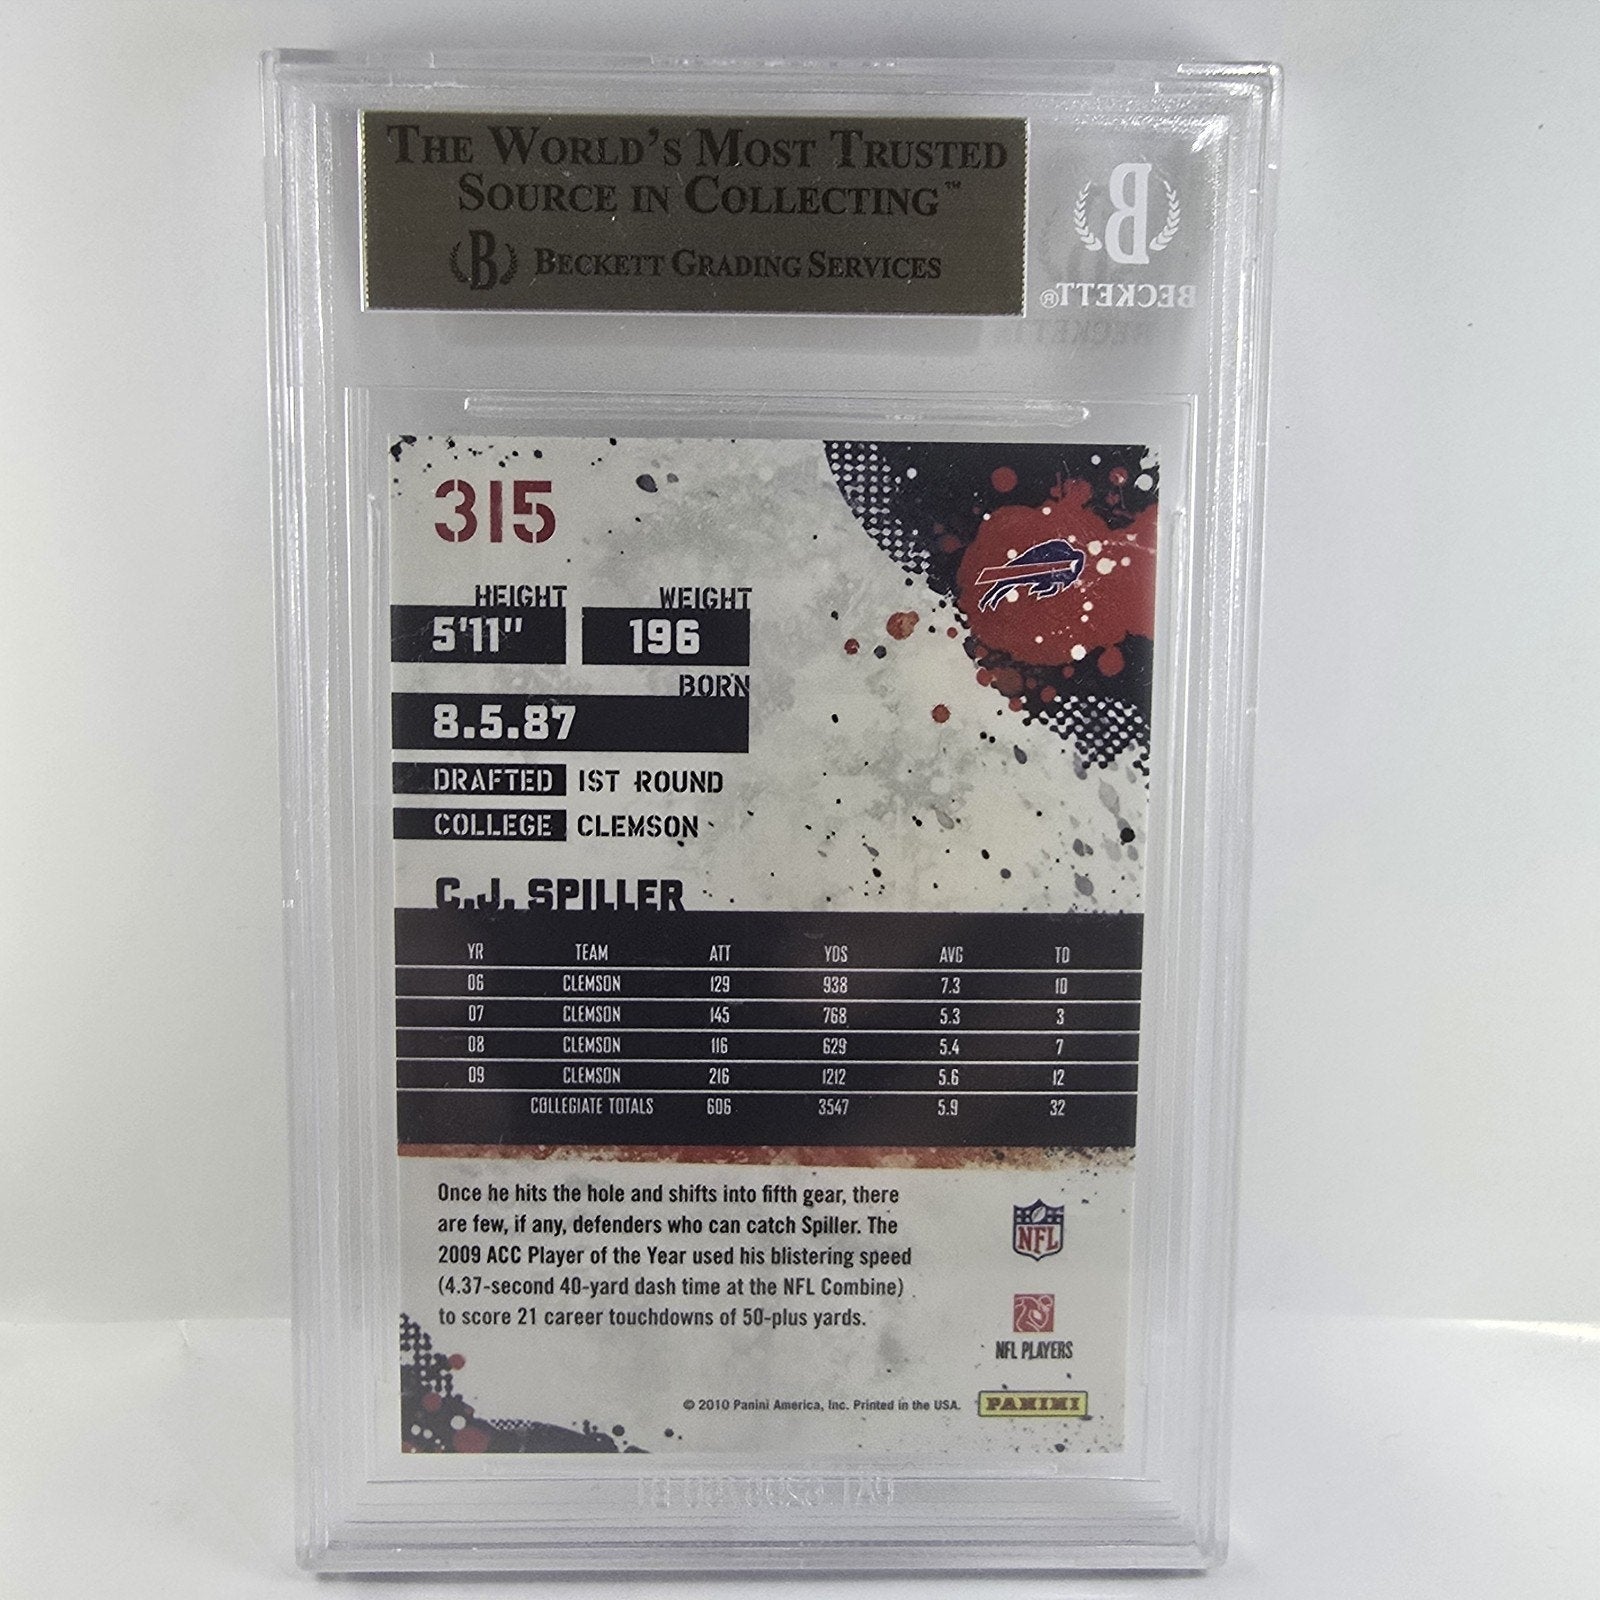 THE WORLD'S MOST TRUSTED
SOURCE IN COLLECTING™
B BECKETT GRADING SERVICES
B
BECKETT®
315
HEIGHT WEIGHT
5'11" 196
BORN
8.5.87
DRAFTED 1ST ROUND
COLLEGE CLEMSON
C.J. SPILLER
YR TEAM ATT YDS AVG TD
06 CLEMSON 129 938 7.3 10
07 CLEMSON 145 768 5.3 3
08 CLEMSON 116 629 5.4 7
09 CLEMSON 216 1212 5.6 12
COLLEGIATE TOTALS 606 3547 5.9 32
Once he hits the hole and shifts into fifth gear, there
are few, if any, defenders who can catch Spiller. The
2009 ACC Player of the Year used his blistering speed
(4.37-second 40-yard dash time at the NFL Combine)
to score 21 career touchdowns of 50-plus yards.
NFL
NFL PLAYERS
© 2010 Panini America, Inc. Printed in the USA.
PANINI